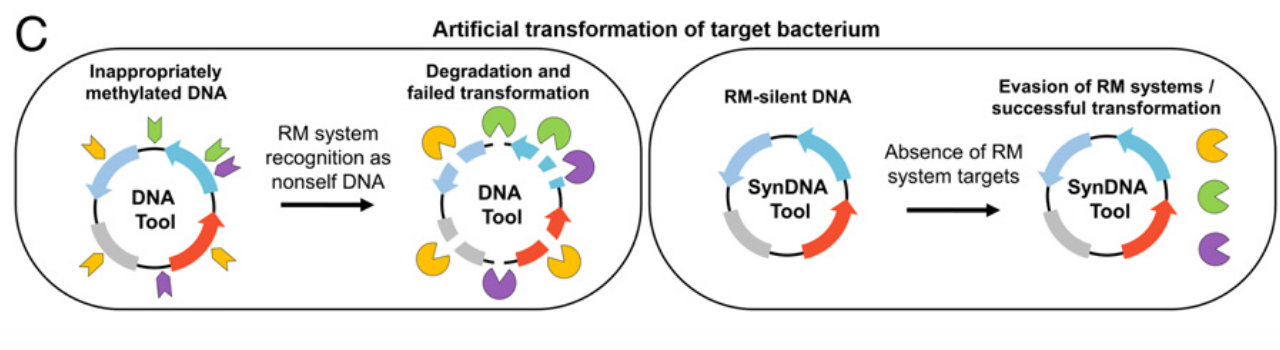 C
Artificial transformation of target bacterium
Inappropriately
methylated DNA
DNA
Tool
RM system
recognition as
nonself DNA
Degradation and
failed transformation
DNA
Tool
RM-silent DNA
SynDNA
Tool
Absence of RM
system targets
Evasion of RM systems /
successful transformation
SynDNA
Tool